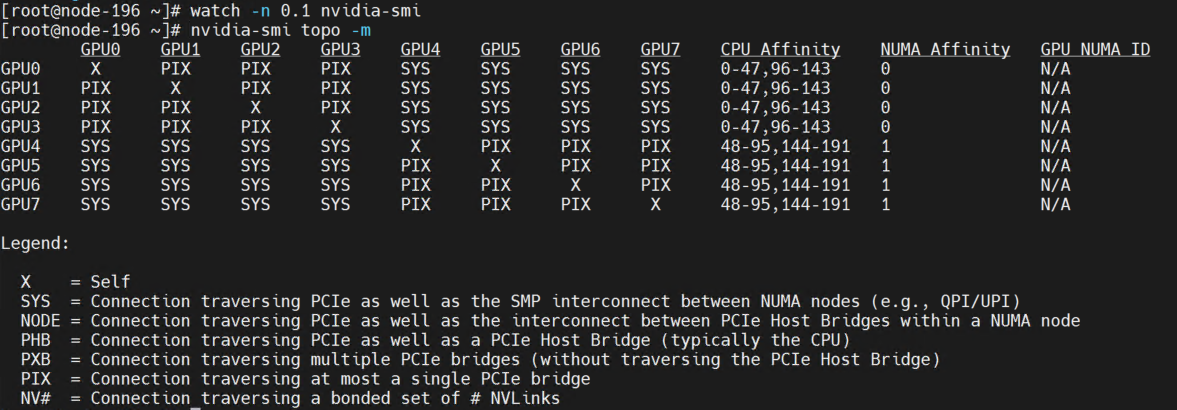 [root@node-196 ~]# watch -n 0.1 nvidia-smi
[root@node-196 ~]# nvidia-smi topo -m
        GPU0    GPU1    GPU2    GPU3    GPU4    GPU5    GPU6    GPU7    CPU Affinity    NUMA Affinity   GPU NUMA ID
GPU0     X      PIX     PIX     PIX     SYS     SYS     SYS     SYS     0-47,96-143     0               N/A
GPU1    PIX      X      PIX     PIX     SYS     SYS     SYS     SYS     0-47,96-143     0               N/A
GPU2    PIX     PIX      X      PIX     SYS     SYS     SYS     SYS     0-47,96-143     0               N/A
GPU3    PIX     PIX     PIX      X      SYS     SYS     SYS     SYS     0-47,96-143     0               N/A
GPU4    SYS     SYS     SYS     SYS      X      PIX     PIX     PIX     48-95,144-191   1               N/A
GPU5    SYS     SYS     SYS     SYS     PIX      X      PIX     PIX     48-95,144-191   1               N/A
GPU6    SYS     SYS     SYS     SYS     PIX     PIX      X      PIX     48-95,144-191   1               N/A
GPU7    SYS     SYS     SYS     SYS     PIX     PIX     PIX      X      48-95,144-191   1               N/A
Legend:
  X    = Self
  SYS  = Connection traversing PCIe as well as the SMP interconnect between NUMA nodes (e.g., QPI/UPI)
  NODE = Connection traversing PCIe as well as the interconnect between PCIe Host Bridges within a NUMA node
  PHB  = Connection traversing PCIe as well as a PCIe Host Bridge (typically the CPU)
  PXB  = Connection traversing multiple PCIe bridges (without traversing the PCIe Host Bridge)
  PIX  = Connection traversing at most a single PCIe bridge
  NV#  = Connection traversing a bonded set of # NVLinks